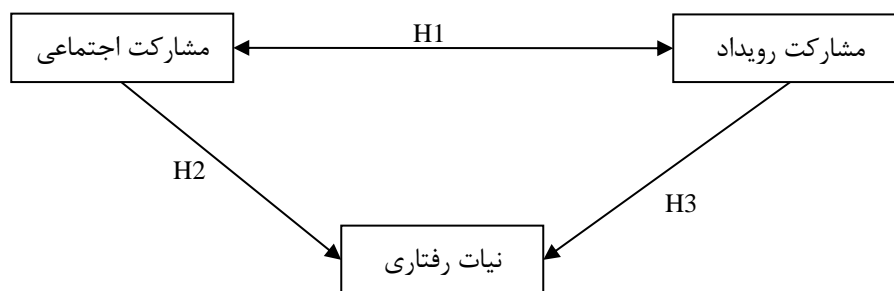 H1
مشارکت رویداد
مشارکت اجتماعی
H2
H3
نیات رفتاری